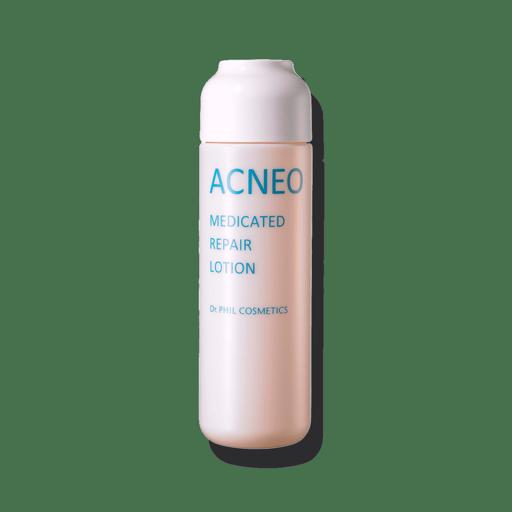 ACNEO
MEDICATED
REPAIR
LOTION
Dr. PHIL COSMETICS